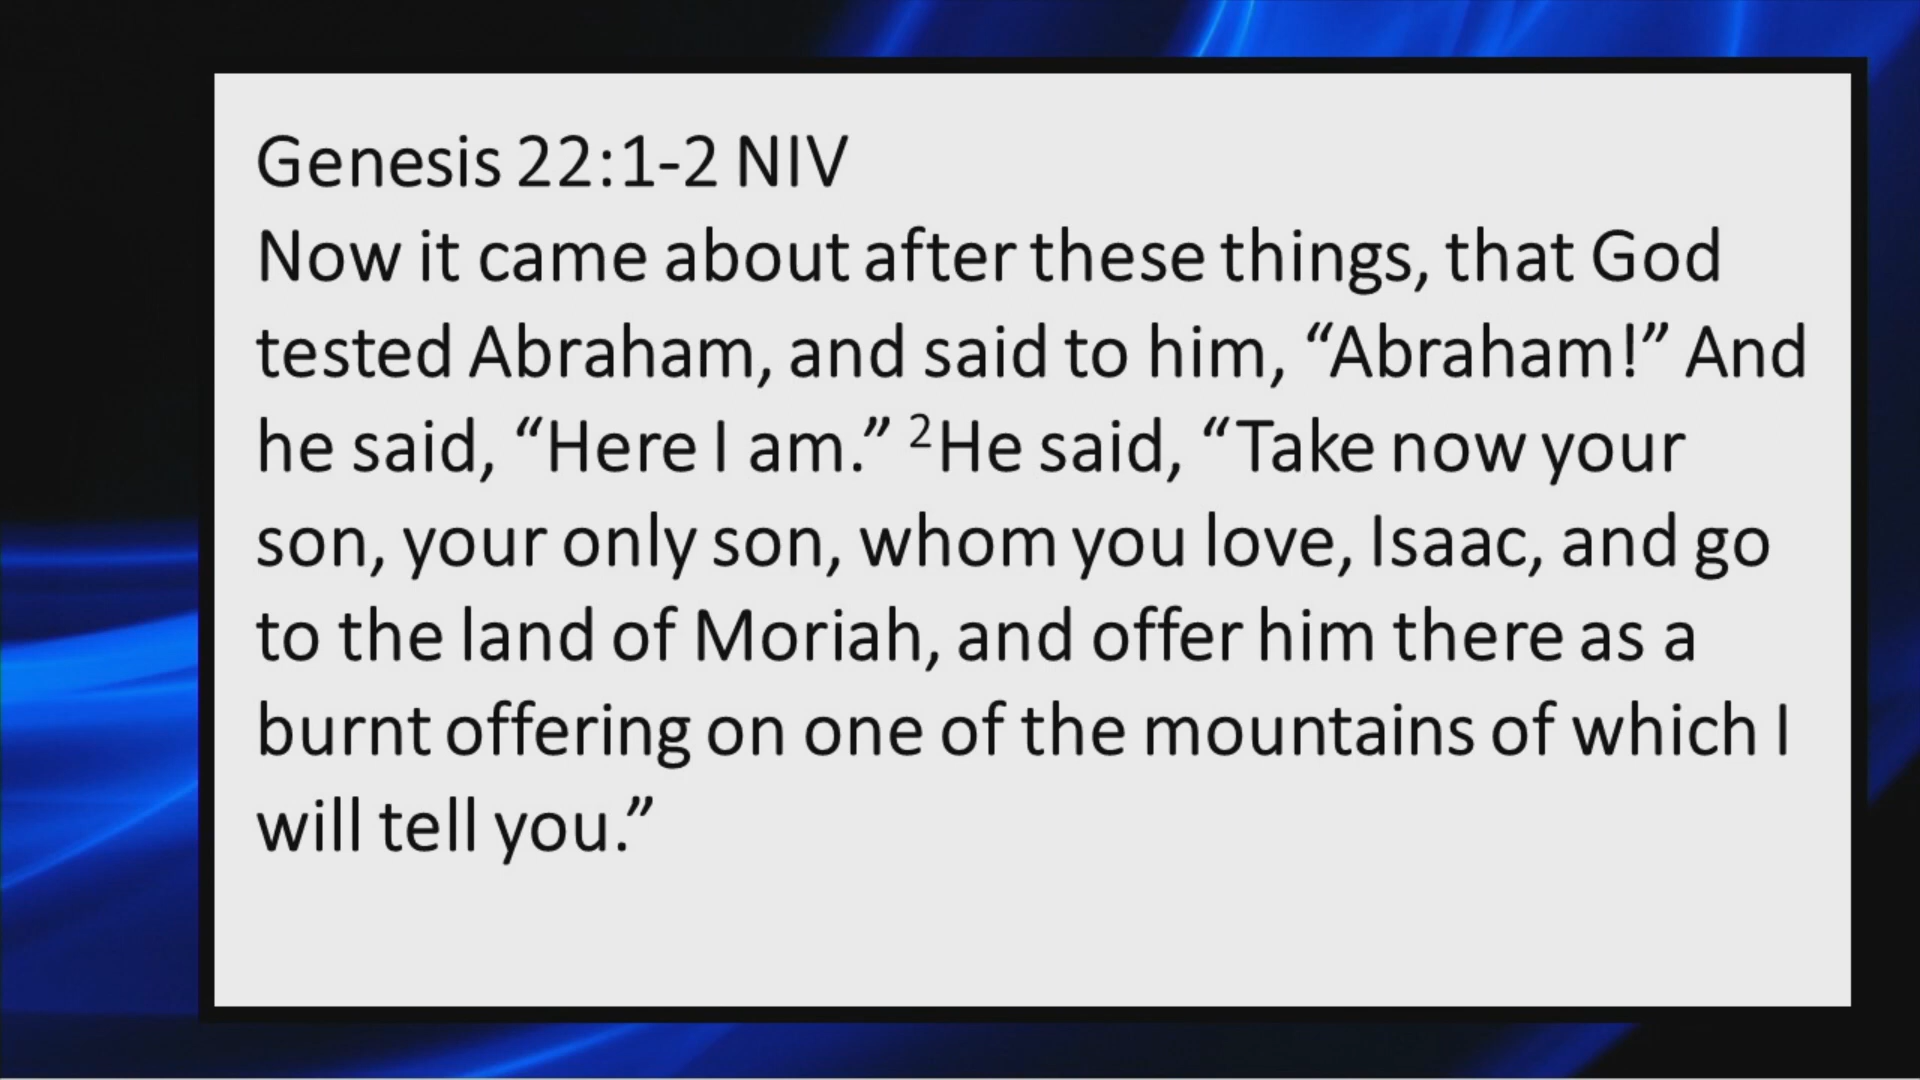 Genesis 22:1-2 NIV
Now it came about after these things, that God
tested Abraham, and said to him, “Abraham!” And
he said, “Here I am.” ²He said, “Take now your
son, your only son, whom you love, Isaac, and go
to the land of Moriah, and offer him there as a
burnt offering on one of the mountains of which I
will tell you.”